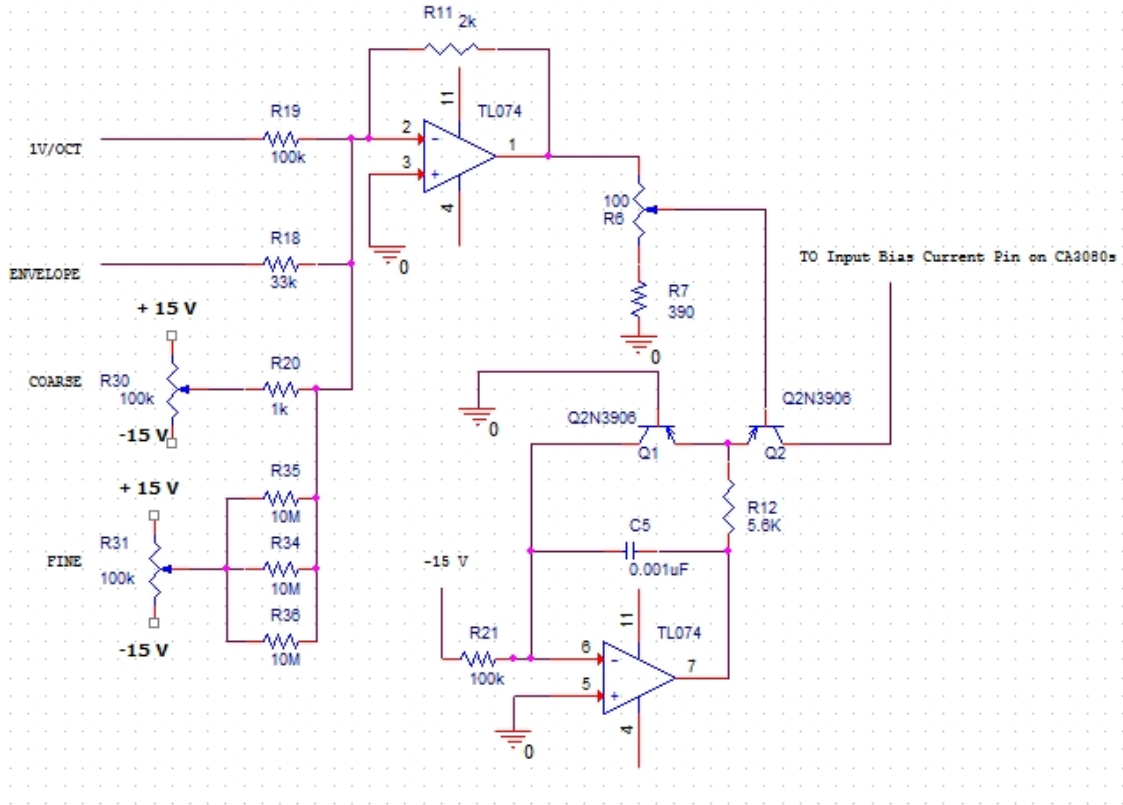 R11
2k
11
TL074
R19
1V/OCT
100k
2
-
3
+
1
4
0
100
R6
R18
ENVELOPE
33k
TO Input Bias Current Pin on CA3080s
R7
390
0
+ 15 V
COARSE
R30
100k
R20
1k
-15 V
0
Q2N3906
Q1
Q2N3906
Q2
+ 15 V
R35
10M
R12
5.6K
FINE
R31
100k
R34
10M
C5
0.001uF
-15 V
R36
10M
-15 V
R21
100k
11
TL074
6
-
5
+
7
4
0